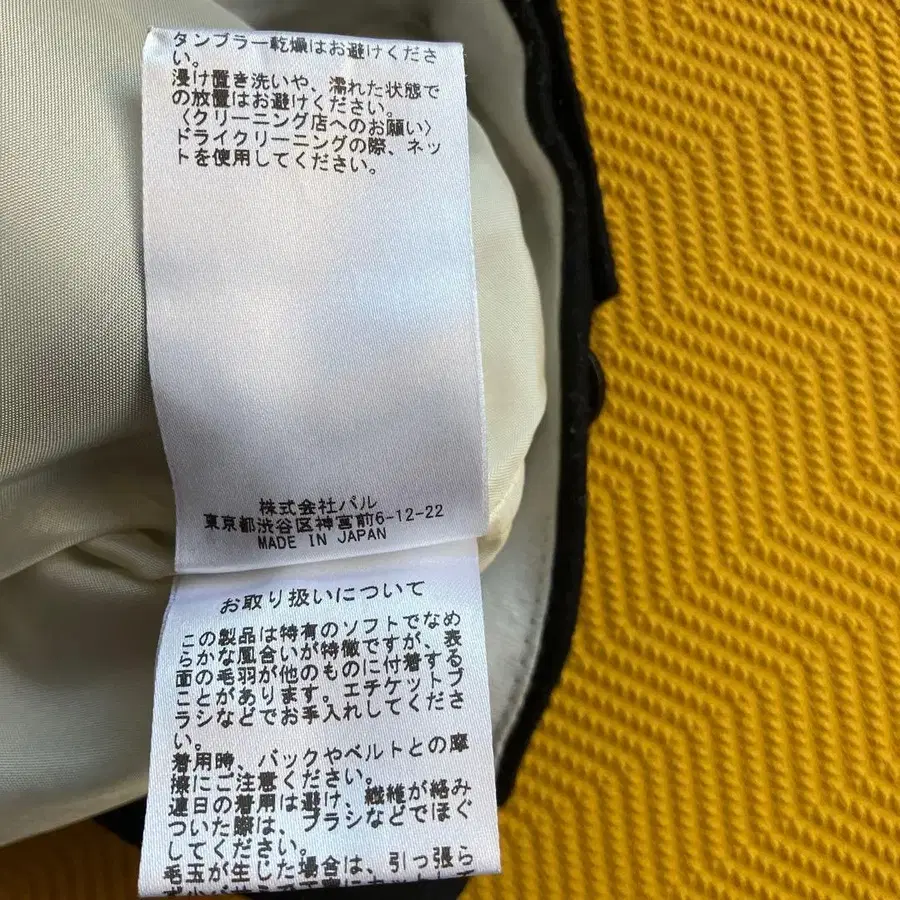 タンブラー乾燥はお避けくださ
い。
浸け置き洗いや、濡れた状態で
の放置はお避けください。
〈クリーニング店へのお願い〉
ドライクリーニングの際、ネッ
トを使用してください。
株式会社パル
東京都渋谷区神宮前6-12-22
MADE IN JAPAN
お取り扱いについて
この製品は特有のソフトでなめ
らかな風合いが特徴ですが、表
面の毛羽が他のものに付着する
ことがあります。エチケットブ
ラシなどでお手入れしてくださ
い。
着用時、バックやベルトとの摩
擦にご注意ください。
連日の着用は避け、繊維が絡み
ついた際は、ブラシなどでほぐ
してください。
毛玉が生じた場合は、引っ張ら